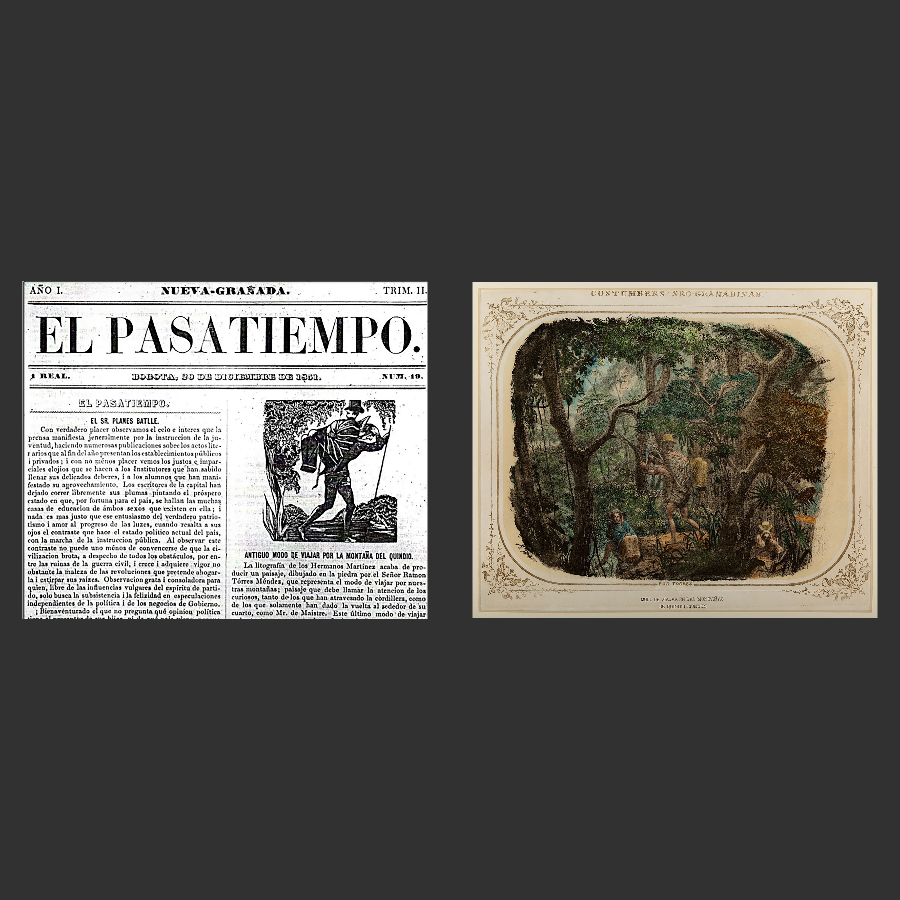 AÑO I.
NUEVA-GRANADA.
TRIM. II.
EL PASATIEMPO.
1 REAL.
BOGOTA, 20 DE DICIEMBRE DE 1851.
NUM. 19.
EL PASATIEMPO.
EL SR. PLANES BATLLE.
Con verdadero placer observamos el celo e interes que la
prensa manifiesta jeneralmente por la instruccion de la ju-
ventud, haciendo numerosas publicaciones sobre los actos lite-
rarios que al fin del año presentan los establecimientos públicos
i privados; i con no ménos placer vemos los justos e impar-
ciales elojios que se hacen a los Institutores que han sabido
llenar sus delicados deberes, i a los alumnos que han mani-
festado su aprovechamiento. Los escritores de la capital han
dejado correr libremente sus plumas pintando el próspero
estado en que, por fortuna para el pais, se hallan las muchas
casas de educacion de ámbos sexos que existen en ella; i
nada es mas justo que ese entusiasmo del verdadero patrio-
tismo i amor al progreso de las luces, cuando resalta a sus
ojos el contraste que hace el estado político actual del pais,
con la marcha de la instruccion pública. Al observar este
contraste no puede uno ménos de convencerse de que la ci-
vilizacion brota, a despecho de todos los obstáculos, por en-
tre las ruinas de la guerra civil, i crece i adquiere vigor no
obstante la maleza de las revoluciones que pretende ahogar-
la i estirpar sus raizes. Observacion grata i consoladora para
quien, libre de las influencias vulgares del espíritu de parti-
do, solo busca la subsistencia i la felizidad en especulaciones
independientes de la política i de los negocios de Gobierno.
¡Bienaventurado el que no pregunta qué opinion política
ANTIGUO MODO DE VIAJAR POR LA MONTAÑA DEL QUINDIO.
La litografía de los Hermanos Martínez acaba de pro-
ducir un paisaje, dibujado en la piedra por el Señor Ramon
Tórres Méndes, que representa el modo de viajar por nues-
tras montañas; paisaje que debe llamar la atencion de los
curiosos, tanto de los que han atravezado la cordillera, como
de los que solamente han dado la vuelta al rededor de su
cuarto, como Mr. de Maistre. Este último modo de viajar
COSTUMBRES NEO GRANADINAS
POR TORRES